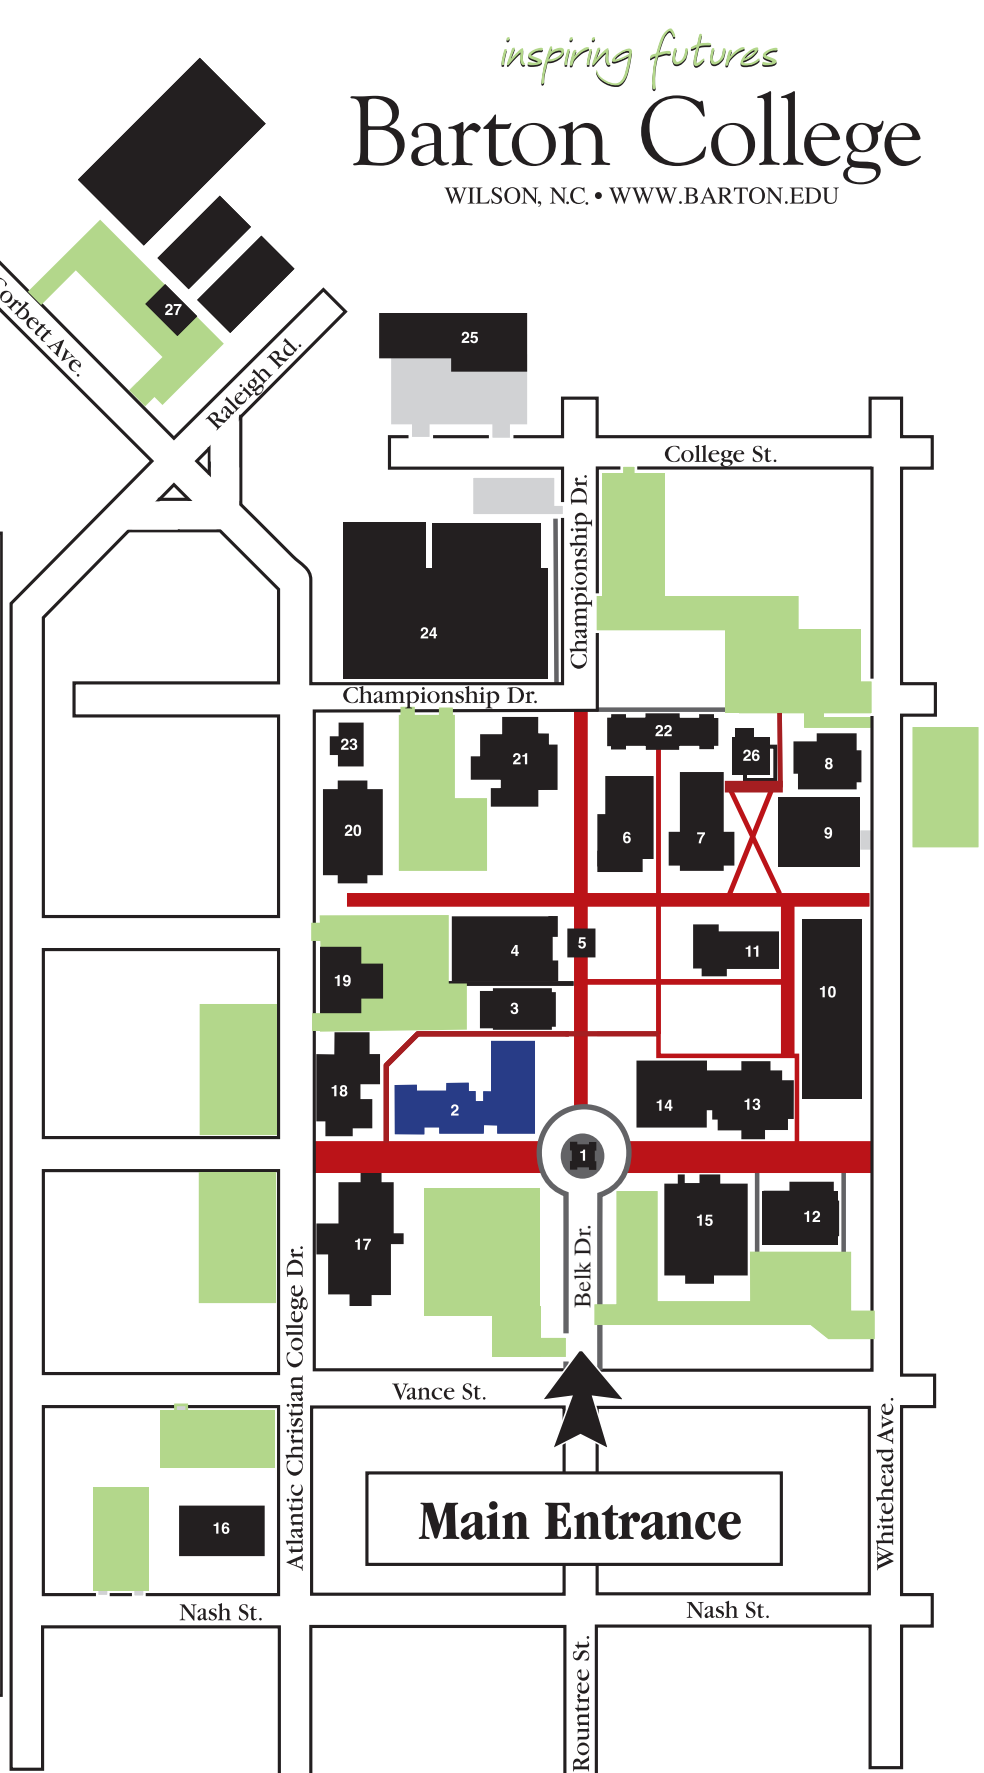 inspiring futures
Barton College
WILSON, N.C. • WWW.BARTON.EDU
27
Corbett Ave.
Raleigh Rd.
25
College St.
Championship Dr.
24
Championship Dr.
23
21
22
26
8
20
6
7
9
19
4
5
11
3
10
18
2
14
13
1
17
15
12
Belk Dr.
Atlantic Christian College Dr.
Vance St.
Whitehead Ave.
Main Entrance
16
Nash St.
Nash St.
Rountree St.